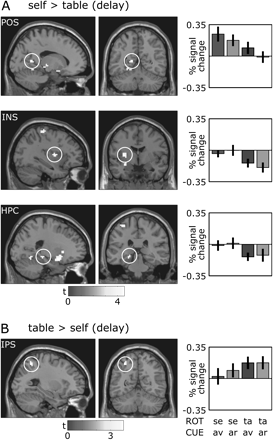 A self > table (delay)
POS
0.35
% signal
change
-0.35
INS
0.35
% signal
change
-0.35
HPC
0.35
% signal
change
-0.35
t
0 4
B table > self (delay)
IPS
0.35
% signal
change
-0.35
t
0 3
ROT se se ta ta
CUE av ar av ar